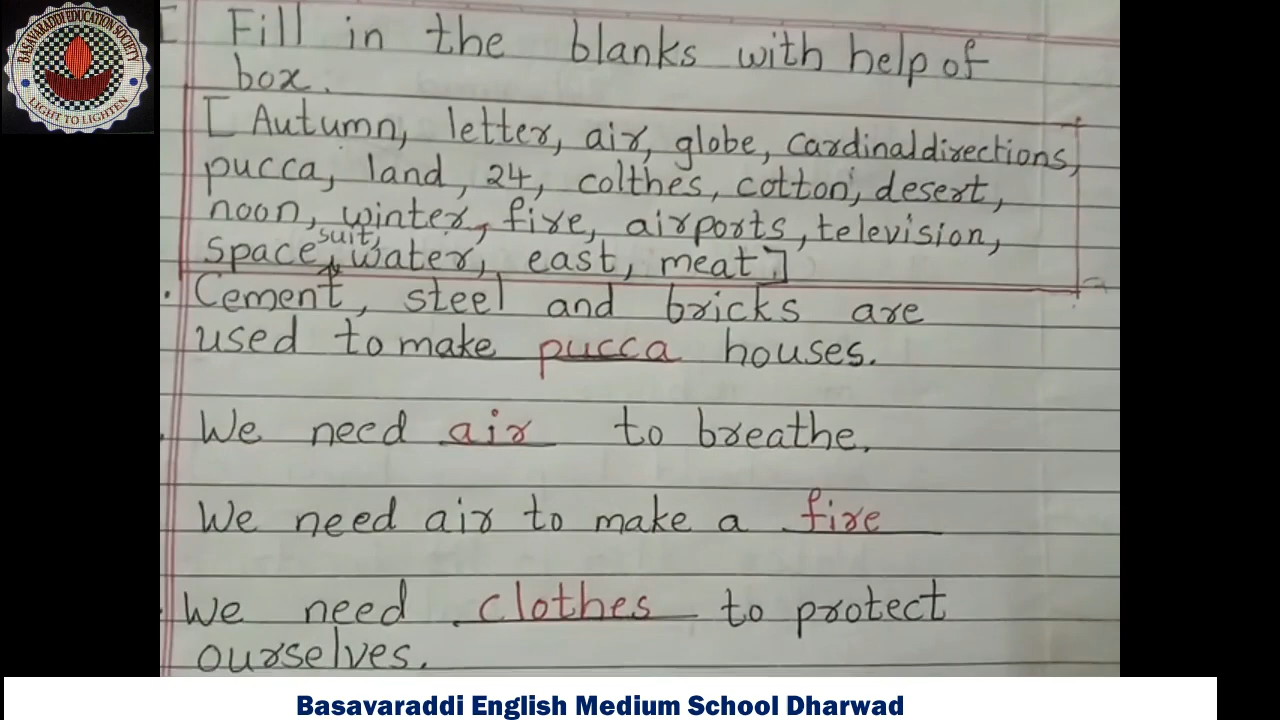 BASAVARADDI EDUCATION SOCIETY
LIGHT TO LIGHTEN
I Fill in the blanks with help of
box.
[ Autumn, letter, air, globe, cardinaldirections,
pucca, land, 24, colthes, cotton, desert,
noon, winter, fire, airports, television,
suit,
space, water, east, meat ]
. Cement, steel and bricks are
used to make pucca houses.
. We need air to breathe.
We need air to make a fire
. We need clothes to protect
ourselves.
Basavaraddi English Medium School Dharwad